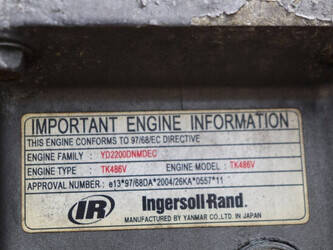 IMPORTANT ENGINE INFORMATION
THIS ENGINE CONFORMS TO 97/68/EC DIRECTIVE
ENGINE FAMILY : YD2200DNMDEC
ENGINE TYPE : TK486V ENGINE MODEL : TK486V
APPROVAL NUMBER : e13*97/68DA*2004/26KA*0557*11
IR Ingersoll-Rand.
MANUFACTURED BY YANMAR CO.,LTD. IN JAPAN